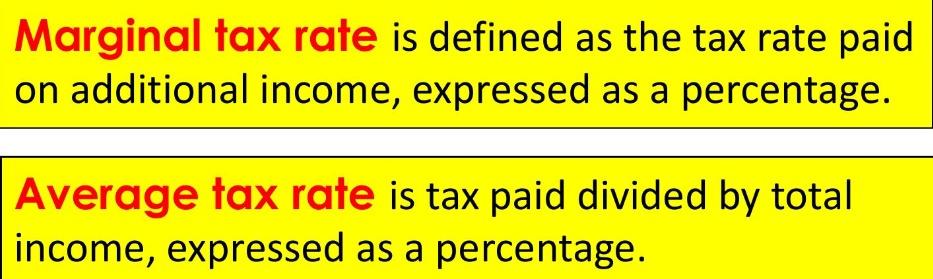 Marginal tax rate is defined as the tax rate paid
on additional income, expressed as a percentage.
Average tax rate is tax paid divided by total
income, expressed as a percentage.